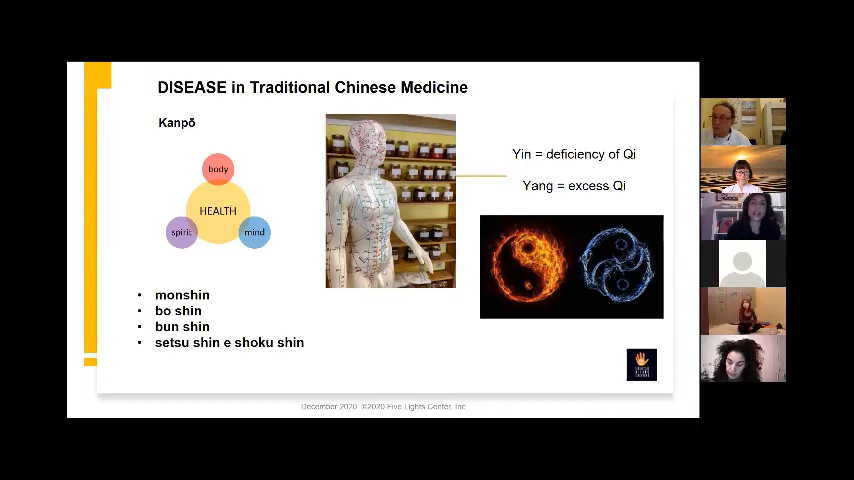 DISEASE in Traditional Chinese Medicine
Kanpō
body
HEALTH
spirit
mind
Yin = deficiency of Qi
Yang = excess Qi
• monshin
• bo shin
• bun shin
• setsu shin e shoku shin
December 2020 ©2020 Five Lights Center, Inc